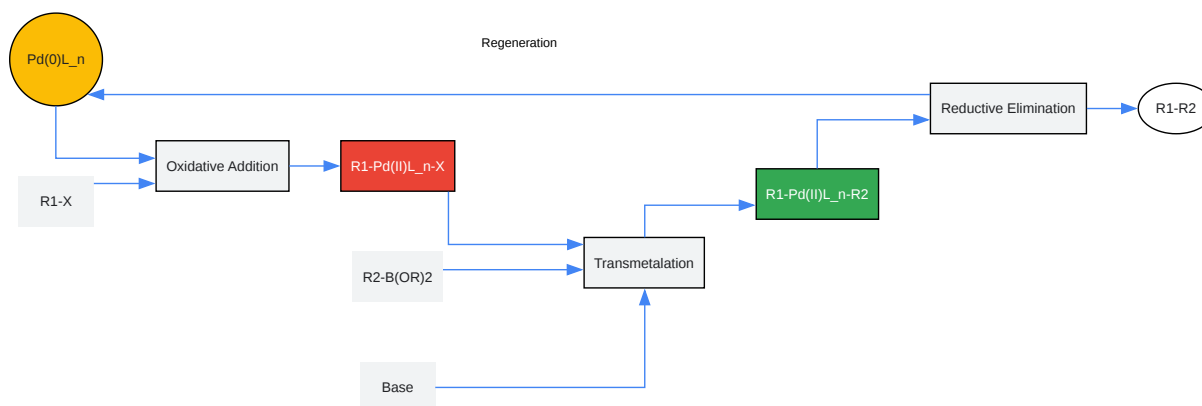 Regeneration
Pd(0)L_n
Reductive Elimination
R1-R2
Oxidative Addition
R1-Pd(II)L_n-X
R1-X
R1-Pd(II)L_n-R2
Transmetalation
R2-B(OR)2
Base